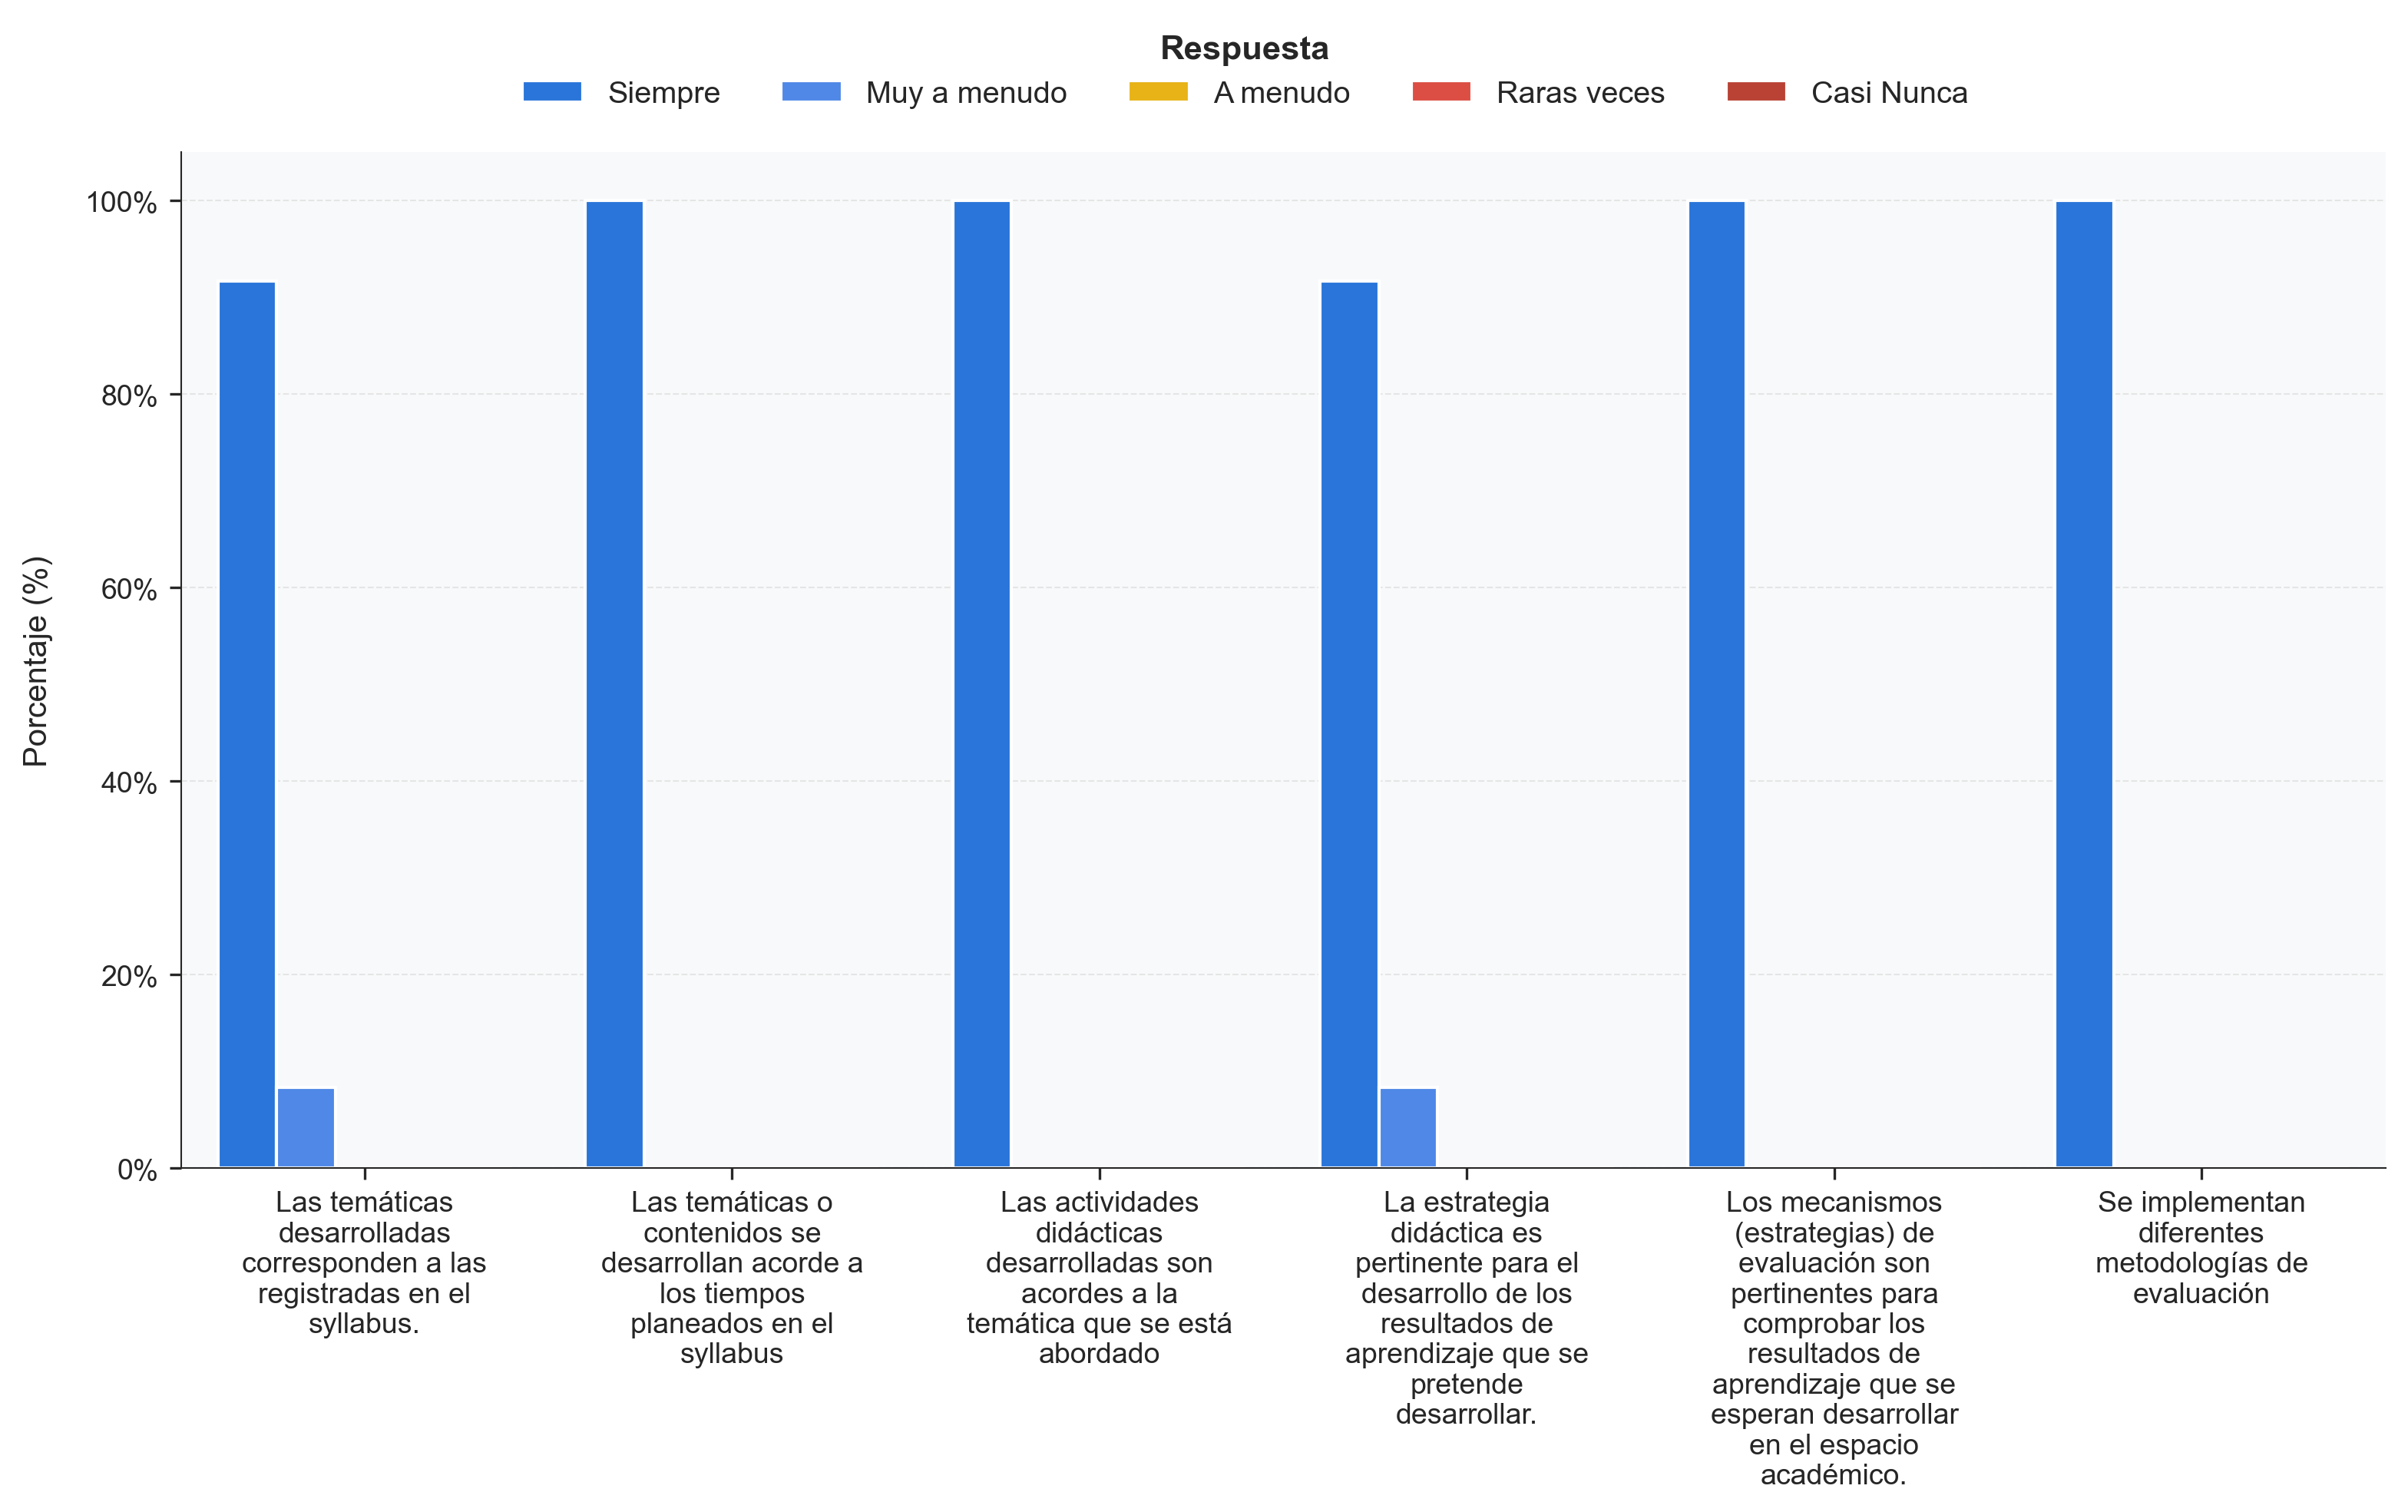 Respuesta
Siempre Muy a menudo A menudo Raras veces Casi Nunca
Porcentaje (%)
100%
80%
60%
40%
20%
0%
Las temáticas
desarrolladas
corresponden a las
registradas en el
syllabus.
Las temáticas o
contenidos se
desarrollan acorde a
los tiempos
planeados en el
syllabus
Las actividades
didácticas
desarrolladas son
acordes a la
temática que se está
abordado
La estrategia
didáctica es
pertinente para el
desarrollo de los
resultados de
aprendizaje que se
pretende
desarrollar.
Los mecanismos
(estrategias) de
evaluación son
pertinentes para
comprobar los
resultados de
aprendizaje que se
esperan desarrollar
en el espacio
académico.
Se implementan
diferentes
metodologías de
evaluación